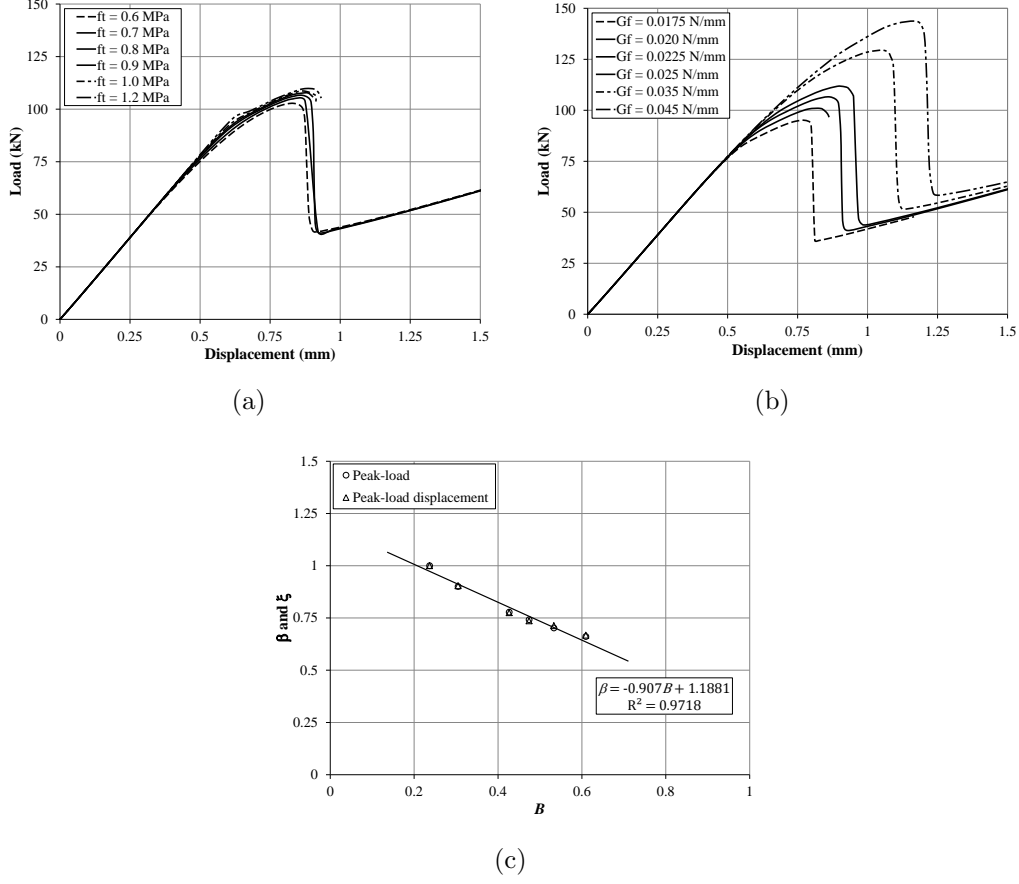 150
125
100
75
50
25
0
Load (kN)
ft = 0.6 MPa
ft = 0.7 MPa
ft = 0.8 MPa
ft = 0.9 MPa
ft = 1.0 MPa
ft = 1.2 MPa
0 0.25 0.5 0.75 1 1.25 1.5
Displacement (mm)
(a)
150
125
100
75
50
25
0
Load (kN)
Gf = 0.0175 N/mm
Gf = 0.020 N/mm
Gf = 0.0225 N/mm
Gf = 0.025 N/mm
Gf = 0.035 N/mm
Gf = 0.045 N/mm
0 0.25 0.5 0.75 1 1.25 1.5
Displacement (mm)
(b)
1.5
1.25
1
0.75
0.5
0.25
0
β and ξ
Peak-load
Peak-load displacement
β = -0.907B + 1.1881
R² = 0.9718
0 0.2 0.4 0.6 0.8 1
B
(c)